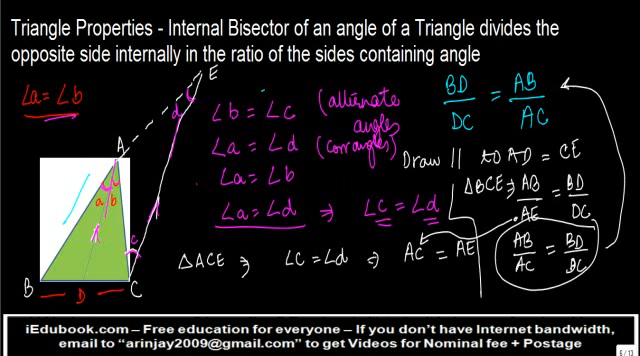 Triangle Properties - Internal Bisector of an angle of a Triangle divides the
opposite side internally in the ratio of the sides containing angle
∠a = ∠b
E
d
A
a b
c
B D C
∠b = ∠c (alternate angles)
∠a = ∠d (corr angles)
∠a = ∠b
∠a = ∠d ⇒ ∠c = ∠d
△ACE ⇒ ∠c = ∠d ⇒ AC = AE
BD/DC = AB/AC
Draw || to AD = CE
△BCE ⇒ AB/AE = BD/DC
AB/AC = BD/DC
iEdubook.com – Free education for everyone – If you don't have Internet bandwidth,
email to "arinjay2009@gmail.com" to get Videos for Nominal fee + Postage